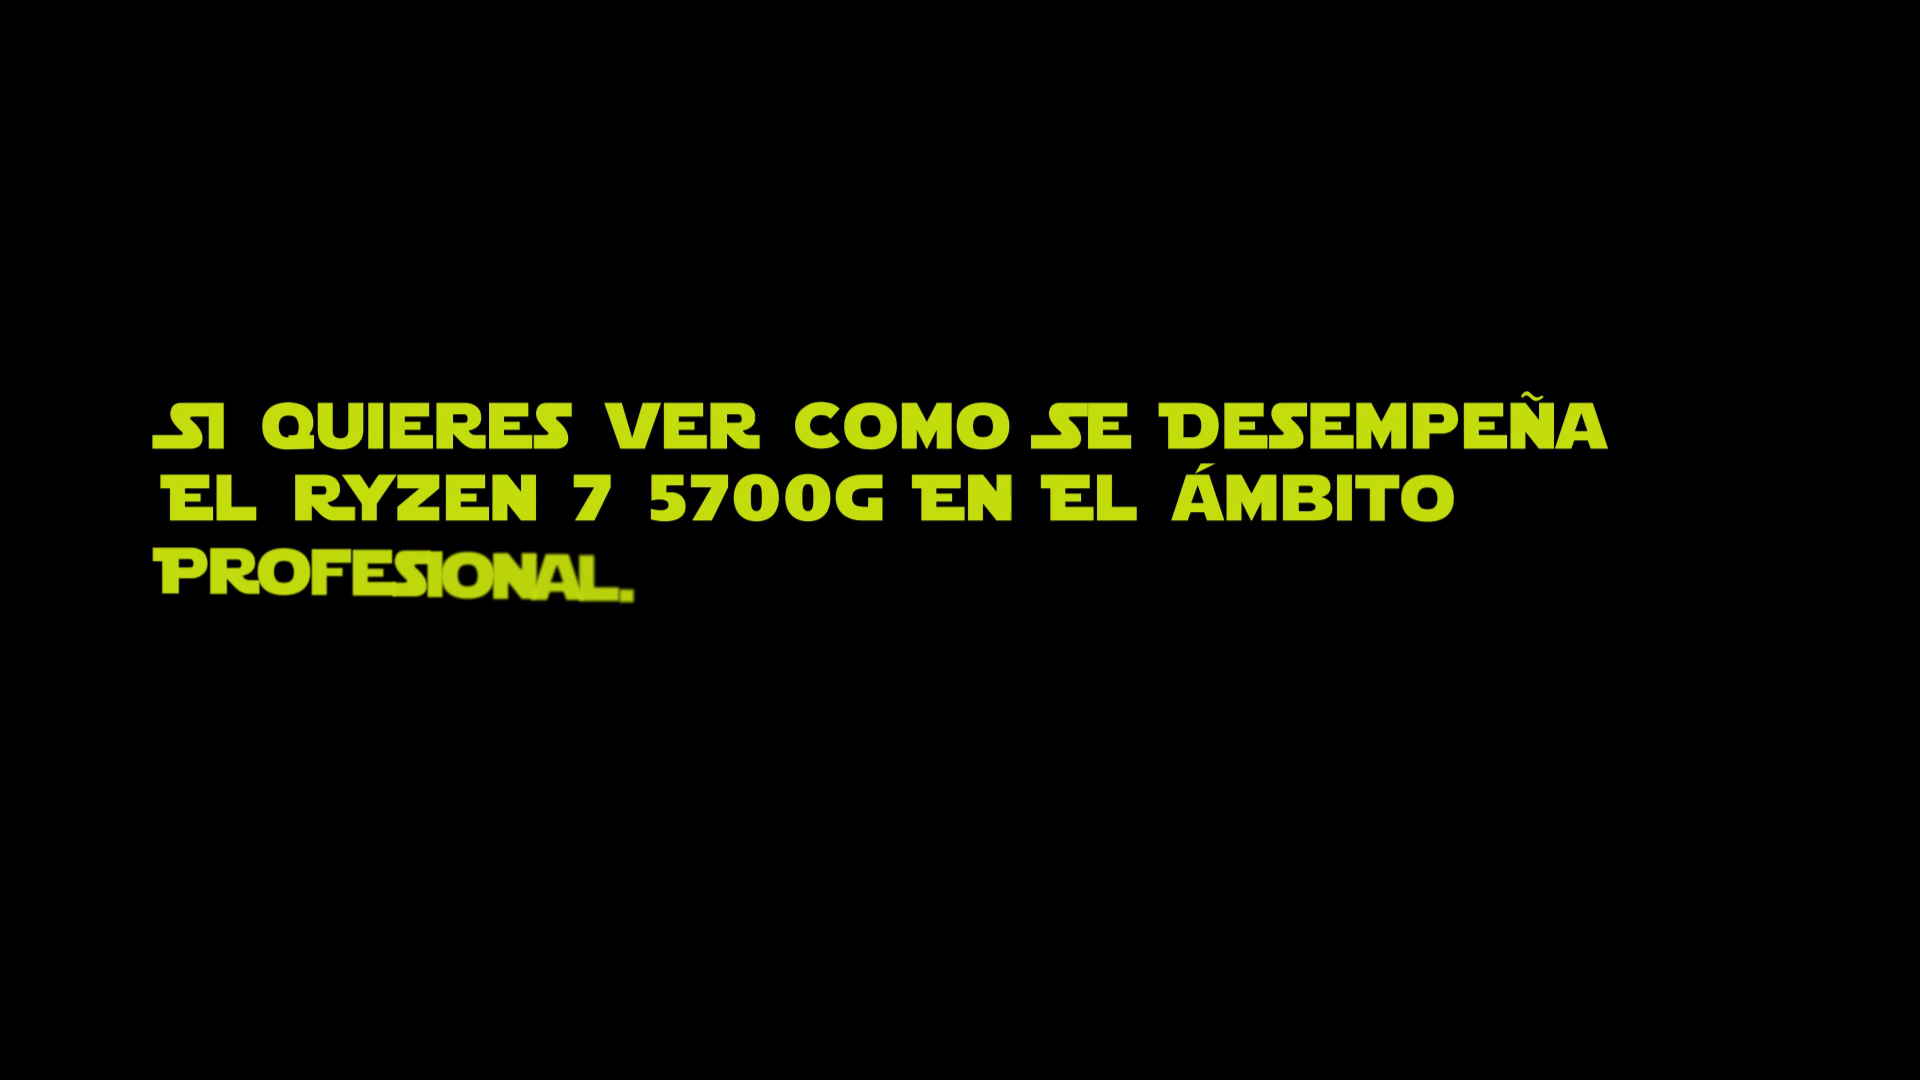 Si quieres ver como Se Desempeña
El Ryzen 7 5700G En El Ámbito
Profesional.